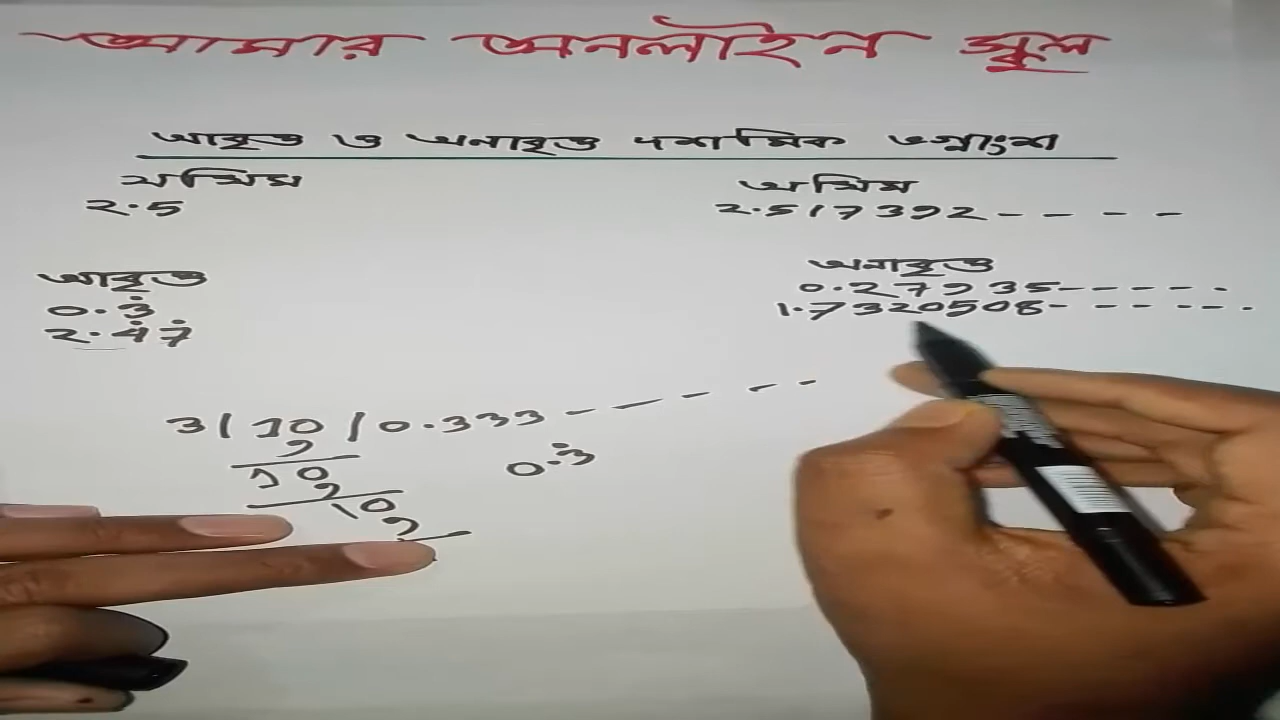 আমার অনলাইন স্কুল
আবৃত্ত ও অনাবৃত্ত দশমিক ভগ্নাংশ
সসিম
2.5
অসিম
2.517392----
আবৃত্ত
0.3̇
2.4̇7̇
অনাবৃত্ত
0.27935-----.
1.7320508-----.
3/10/0.333------
9
10
9
10
9
0.3̇